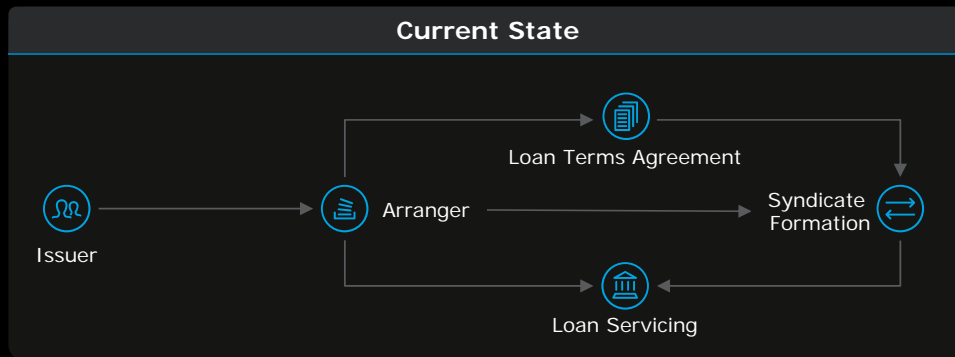 Current State
Loan Terms Agreement
Issuer
Arranger
Syndicate
Formation
Loan Servicing